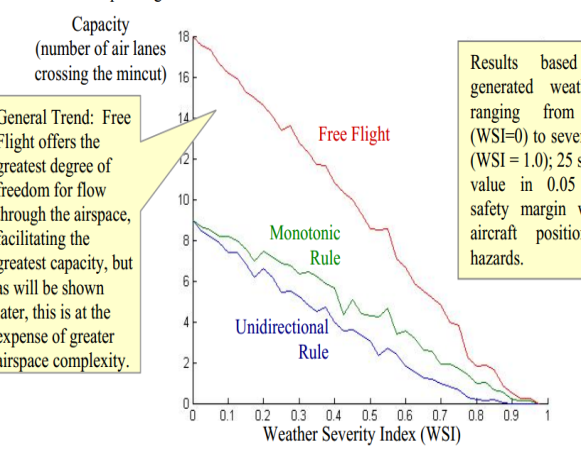 Capacity
(number of air lanes
crossing the mincut)
General Trend: Free
Flight offers the
greatest degree of
freedom for flow
through the airspace,
facilitating the
greatest capacity, but
as will be shown
later, this is at the
expense of greater
airspace complexity.
18
16
14
12
10
8
6
4
2
0
Free Flight
Monotonic
Rule
Unidirectional
Rule
0 0.1 0.2 0.3 0.4 0.5 0.6 0.7 0.8 0.9 1
Weather Severity Index (WSI)
Results based
generated
ranging from
(WSI=0) to
(WSI = 1.0); 25
value in 0.05
safety margin
aircraft
hazards.